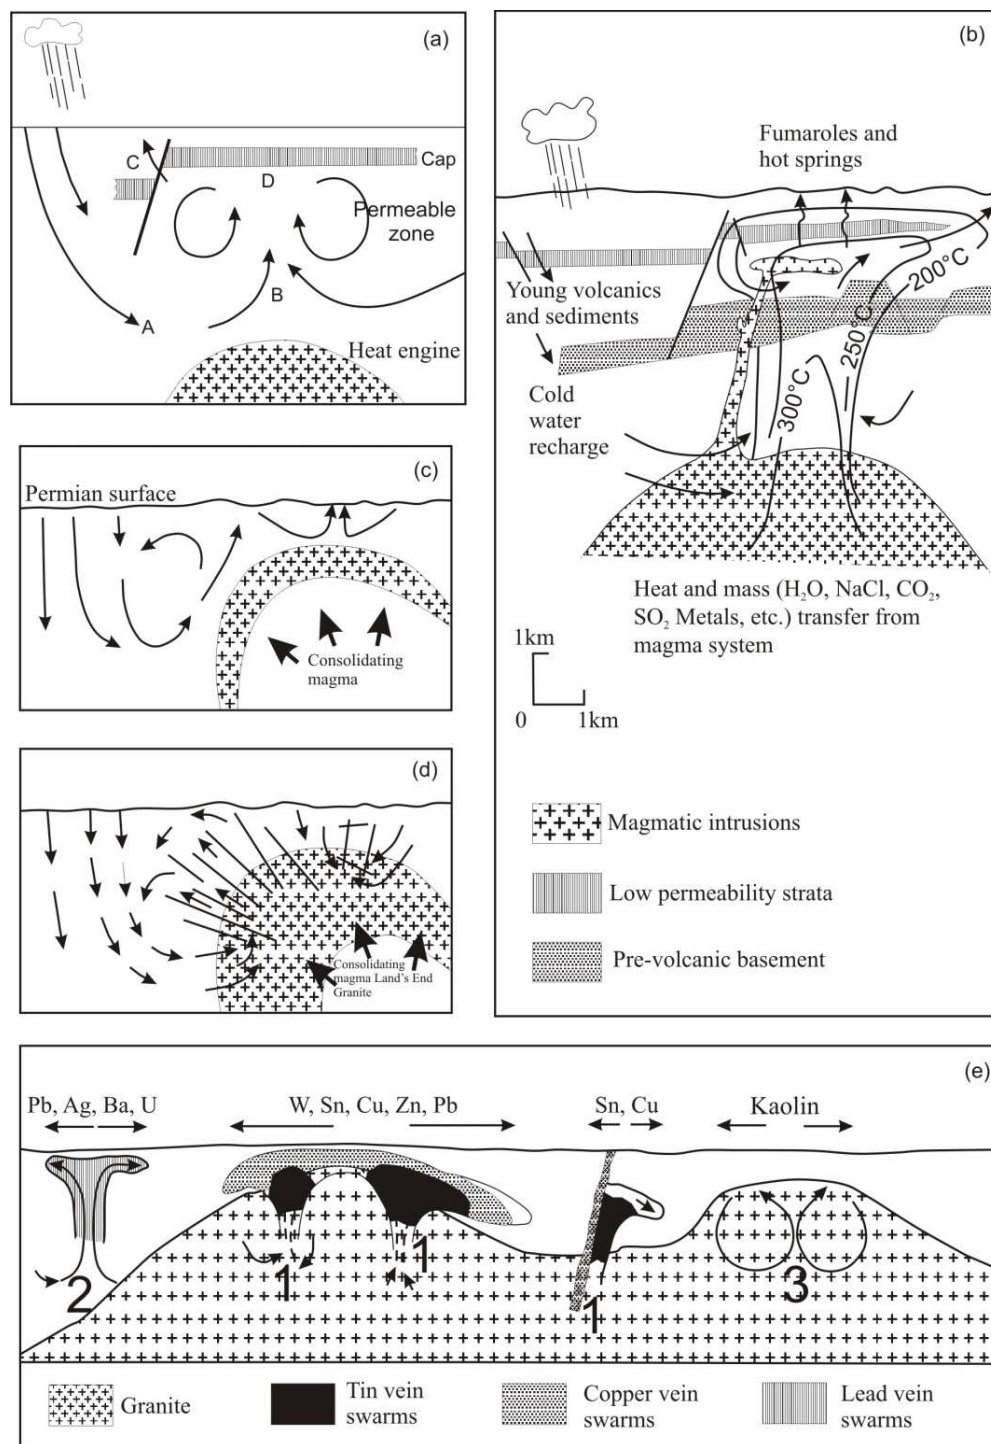 (a)
C
Cap
D
Permeable
zone
A
B
Heat engine
(b)
Fumaroles and
hot springs
Young volcanics
and sediments
200°C
250°C
300°C
Cold
water
recharge
Heat and mass (H₂O, NaCl, CO₂,
SO₂ Metals, etc.) transfer from
magma system
1km
0
1km
Magmatic intrusions
Low permeability strata
Pre-volcanic basement
(c)
Permian surface
Consolidating
magma
(d)
Consolidating
magma Land's End
Granite
(e)
Pb, Ag, Ba, U
W, Sn, Cu, Zn, Pb
Sn, Cu
Kaolin
2
1
1
1
3
Granite
Tin vein
swarms
Copper vein
swarms
Lead vein
swarms